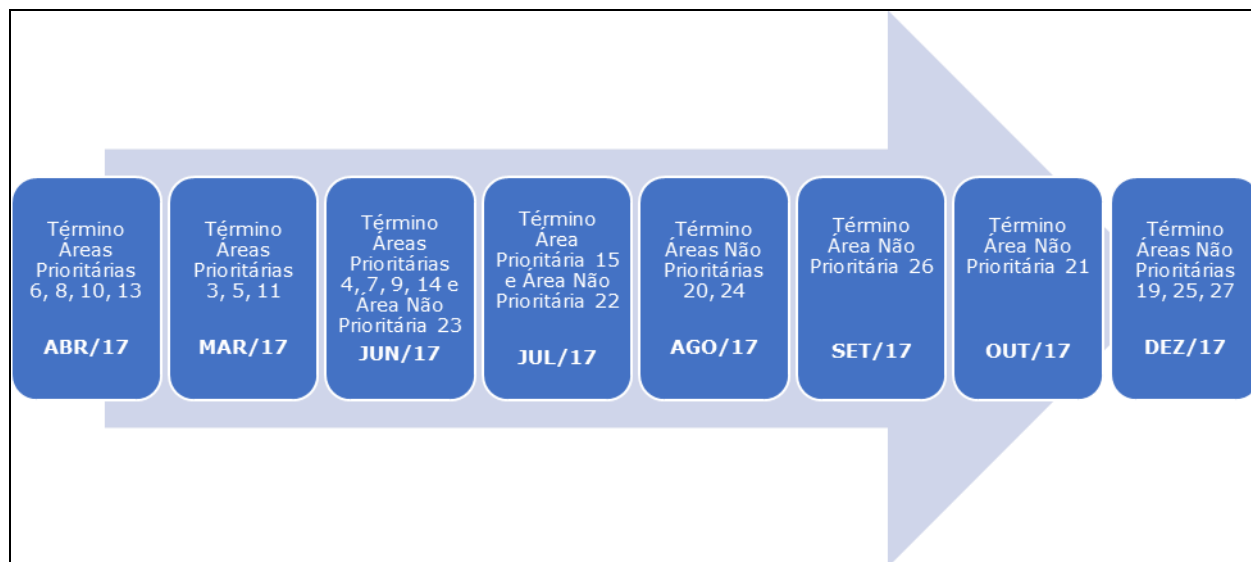 Término
Áreas
Prioritárias
6, 8, 10, 13
ABR/17
Término
Áreas
Prioritárias
3, 5, 11
MAR/17
Término
Áreas
Prioritárias
4, 7, 9, 14 e
Área Não
Prioritária 23
JUN/17
Término
Área
Prioritária 15
e Área Não
Prioritária 22
JUL/17
Término
Áreas Não
Prioritárias
20, 24
AGO/17
Término
Área Não
Prioritária 26
SET/17
Término
Área Não
Prioritária 21
OUT/17
Término
Áreas Não
Prioritárias
19, 25, 27
DEZ/17